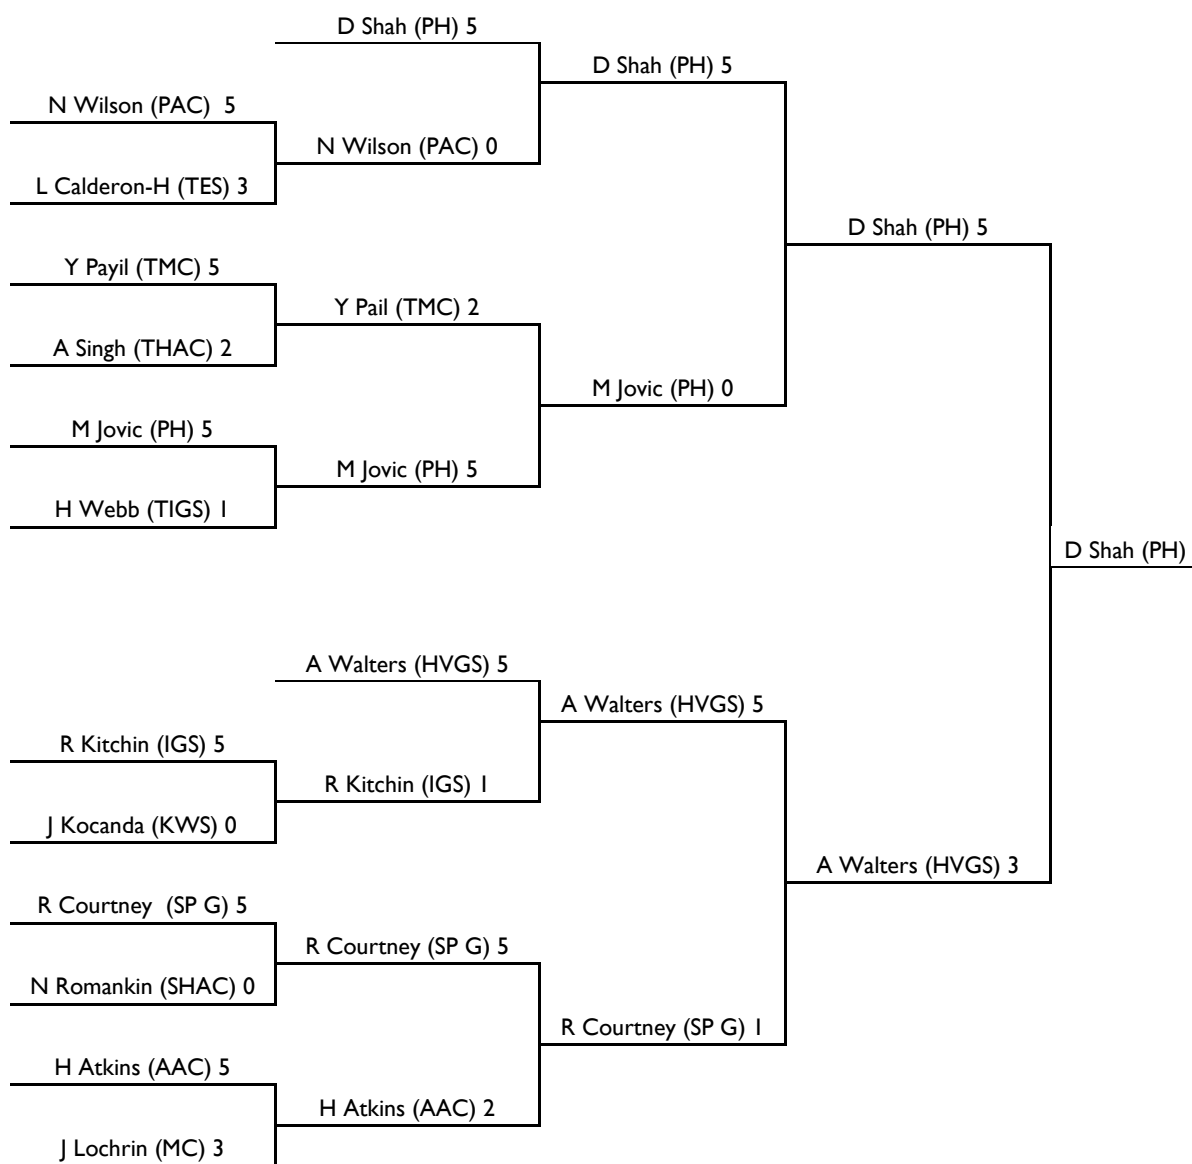 D Shah (PH) 5
D Shah (PH) 5
N Wilson (PAC)  5
N Wilson (PAC) 0
L Calderon-H (TES) 3
D Shah (PH) 5
Y Payil (TMC) 5
Y Pail (TMC) 2
A Singh (THAC) 2
M Jovic (PH) 0
M Jovic (PH) 5
M Jovic (PH) 5
H Webb (TIGS) 1
D Shah (PH)
A Walters (HVGS) 5
A Walters (HVGS) 5
R Kitchin (IGS) 5
R Kitchin (IGS) 1
J Kocanda (KWS) 0
A Walters (HVGS) 3
R Courtney  (SP G) 5
R Courtney (SP G) 5
N Romankin (SHAC) 0
R Courtney (SP G) 1
H Atkins (AAC) 5
H Atkins (AAC) 2
J Lochrin (MC) 3